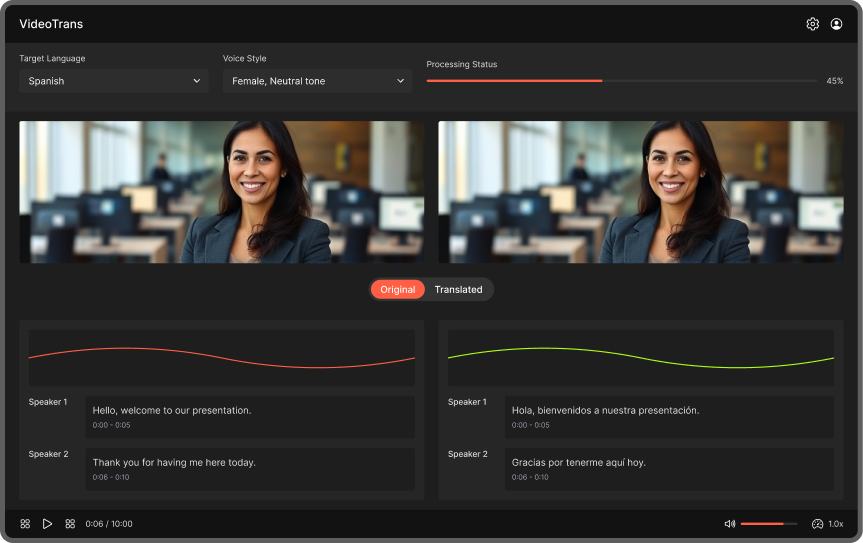 VideoTrans
Target Language
Voice Style
Processing Status
Spanish
Female, Neutral tone
45%
Original
Translated
Speaker 1
Hello, welcome to our presentation.
0:00 - 0:05
Speaker 2
Thank you for having me here today.
0:06 - 0:10
Speaker 1
Hola, bienvenidos a nuestra presentación.
0:00 - 0:05
Speaker 2
Gracias por tenerme aquí hoy.
0:06 - 0:10
0:06 / 10:00
1.0x